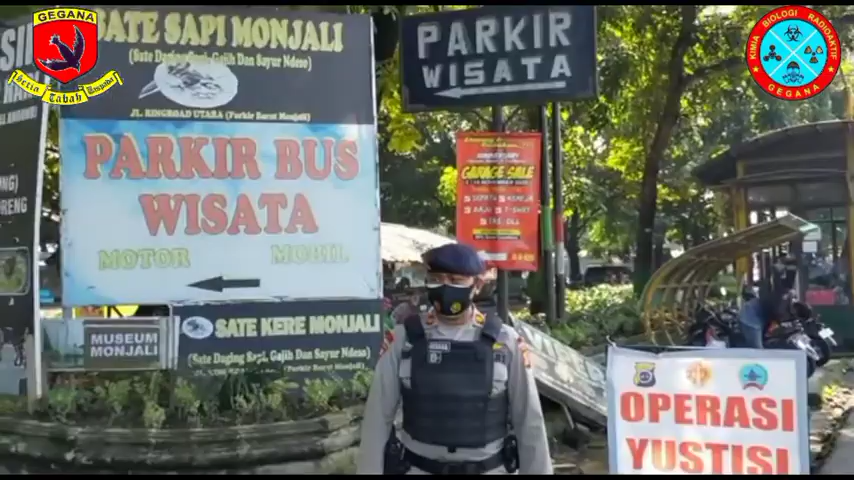 GEGANA
Setia Tabah Waspada
KIMIA BIOLOGI RADIOAKTIF
GEGANA
SATE SAPI MONJALI
(Sate Daging Sapi, Gajih Dan Sayur Ndeso)
JL. RINGROAD UTARA (Parkir Barat Monjali)
PARKIR BUS
WISATA
MOTOR MOBIL
PARKIR
WISATA
GARAGE SALE
KEMEJA
T-SHIRT
MUSEUM
MONJALI
SATE KERE MONJALI
(Sate Daging Sapi, Gajih Dan Sayur Ndeso)
OPERASI
YUSTISI